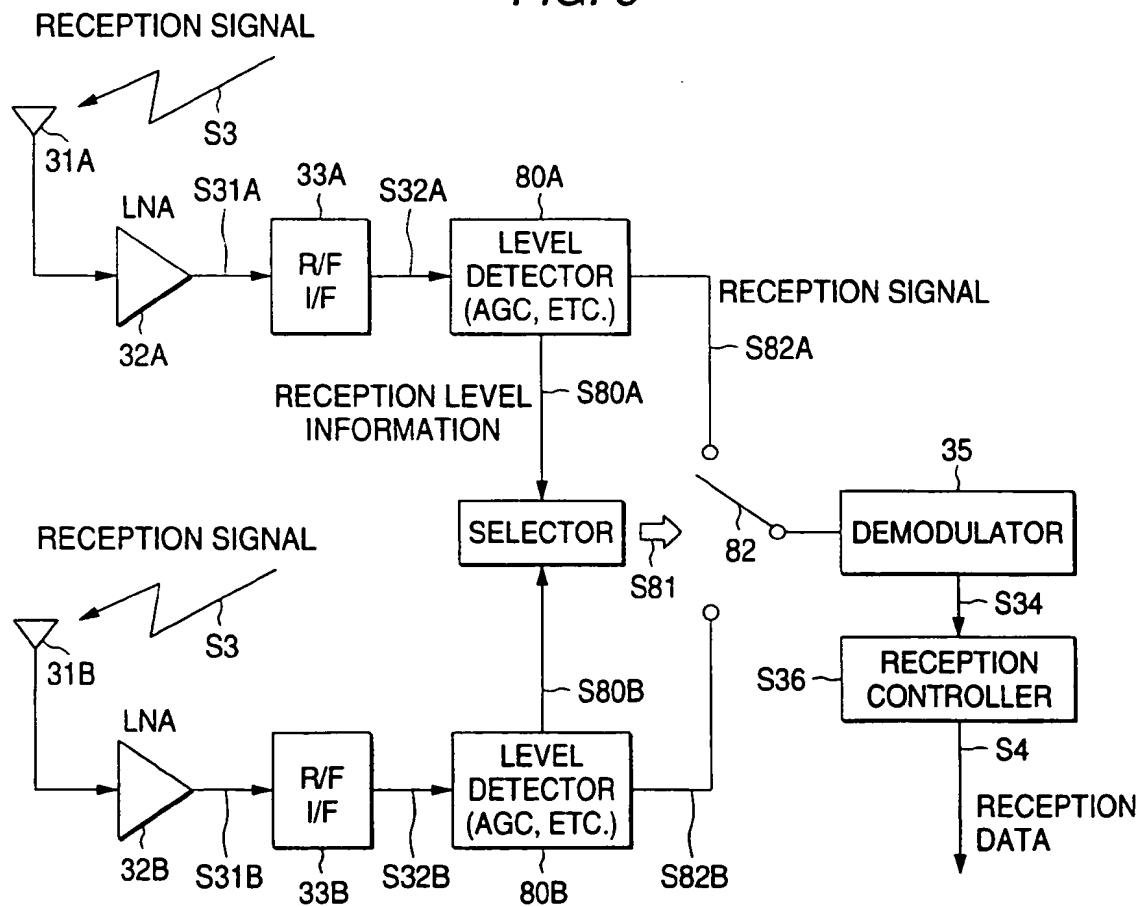 RECEPTION SIGNAL
S3
31A
LNA
S31A
33A
S32A
80A
R/F
I/F
LEVEL
DETECTOR
(AGC, ETC.)
32A
RECEPTION SIGNAL
S82A
RECEPTION LEVEL
INFORMATION
S80A
SELECTOR
S81
82
35
DEMODULATOR
S34
S36
RECEPTION
CONTROLLER
S4
RECEPTION
DATA
RECEPTION SIGNAL
S3
31B
LNA
S80B
R/F
I/F
LEVEL
DETECTOR
(AGC, ETC.)
32B
S31B
33B
S32B
80B
S82B